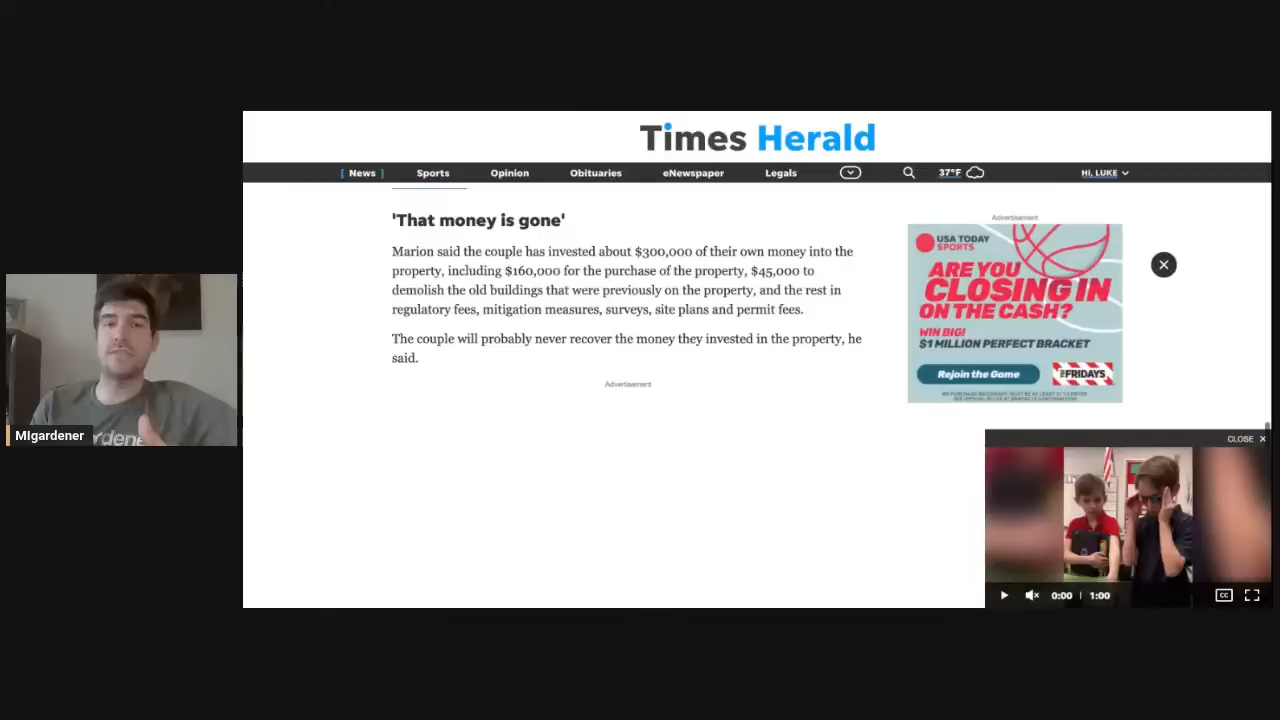 Times Herald
[ News ] Sports Opinion Obituaries eNewspaper Legals 37°F HI, LUKE
'That money is gone'
Marion said the couple has invested about $300,000 of their own money into the
property, including $160,000 for the purchase of the property, $45,000 to
demolish the old buildings that were previously on the property, and the rest in
regulatory fees, mitigation measures, surveys, site plans and permit fees.
The couple will probably never recover the money they invested in the property, he
said.
Advertisement
Advertisement
USA TODAY
SPORTS
ARE YOU
CLOSING IN
ON THE CASH?
WIN BIG!
$1 MILLION PERFECT BRACKET
Rejoin the Game
FRIDAYS
MIgardener
CLOSE X
0:00 | 1:00
CC